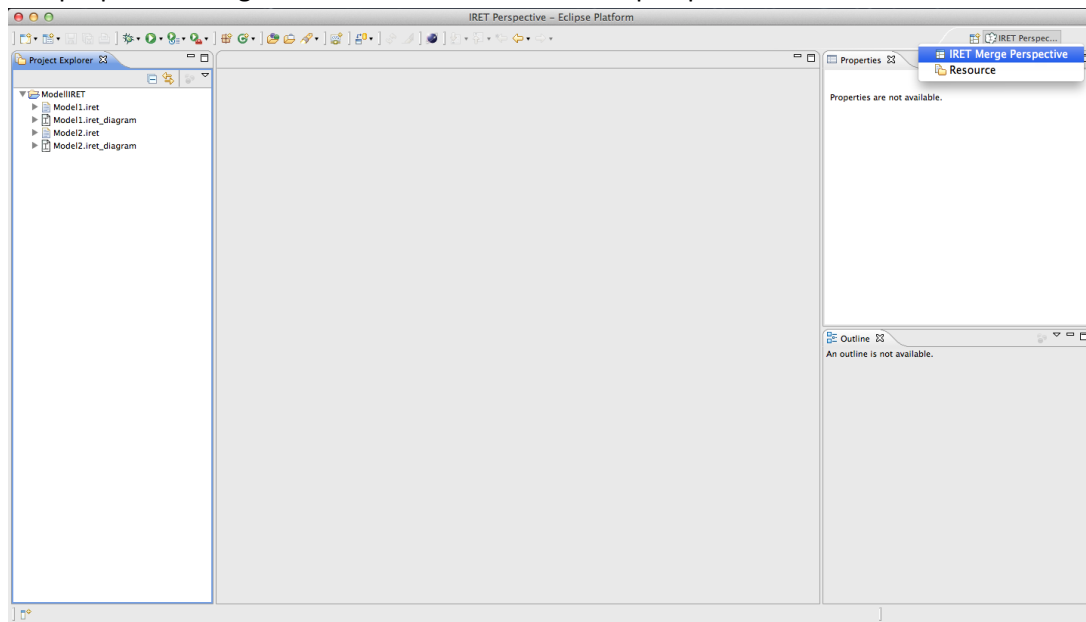 IRET Perspective – Eclipse Platform
IRET Perspec...
IRET Merge Perspective
Resource
Project Explorer
ModelliRET
Model1.iret
Model1.iret_diagram
Model2.iret
Model2.iret_diagram
Properties
Properties are not available.
Outline
An outline is not available.